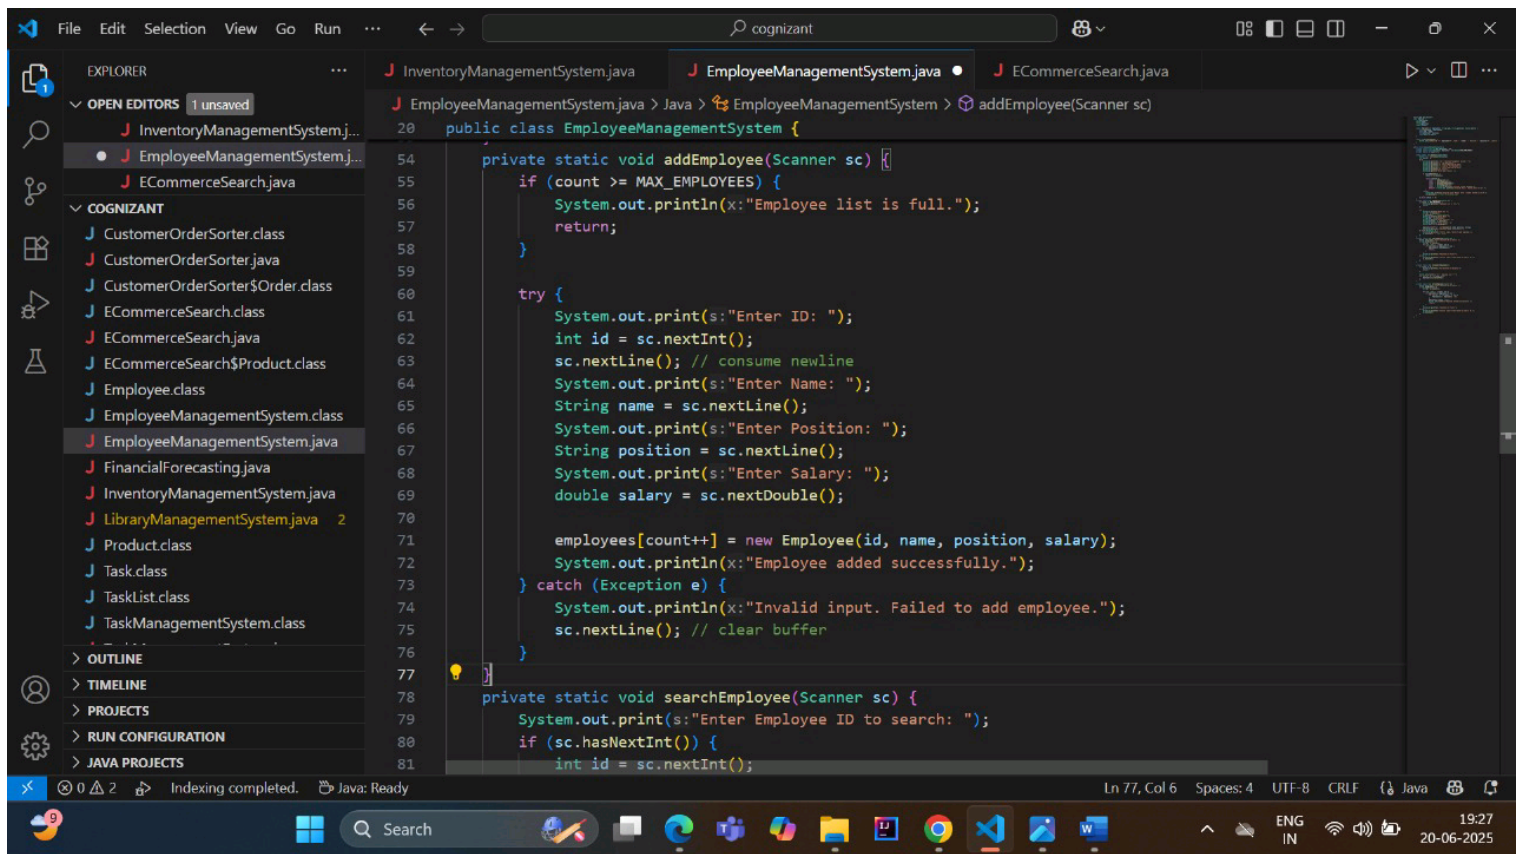 File Edit Selection View Go Run ··· cognizant
EXPLORER ···
OPEN EDITORS 1 unsaved
J InventoryManagementSystem.j...
J EmployeeManagementSystem.j...
J ECommerceSearch.java
COGNIZANT
J CustomerOrderSorter.class
J CustomerOrderSorter.java
J CustomerOrderSorter$Order.class
J ECommerceSearch.class
J ECommerceSearch.java
J ECommerceSearch$Product.class
J Employee.class
J EmployeeManagementSystem.class
J EmployeeManagementSystem.java
J FinancialForecasting.java
J InventoryManagementSystem.java
J LibraryManagementSystem.java 2
J Product.class
J Task.class
J TaskList.class
J TaskManagementSystem.class
OUTLINE
TIMELINE
PROJECTS
RUN CONFIGURATION
JAVA PROJECTS
1
J InventoryManagementSystem.java J EmployeeManagementSystem.java J ECommerceSearch.java
J EmployeeManagementSystem.java > Java > EmployeeManagementSystem > addEmployee(Scanner sc)
20 public class EmployeeManagementSystem {
54 private static void addEmployee(Scanner sc) {
55 if (count >= MAX_EMPLOYEES) {
56 System.out.println(x:"Employee list is full.");
57 return;
58 }
59
60 try {
61 System.out.print(s:"Enter ID: ");
62 int id = sc.nextInt();
63 sc.nextLine(); // consume newline
64 System.out.print(s:"Enter Name: ");
65 String name = sc.nextLine();
66 System.out.print(s:"Enter Position: ");
67 String position = sc.nextLine();
68 System.out.print(s:"Enter Salary: ");
69 double salary = sc.nextDouble();
70
71 employees[count++] = new Employee(id, name, position, salary);
72 System.out.println(x:"Employee added successfully.");
73 } catch (Exception e) {
74 System.out.println(x:"Invalid input. Failed to add employee.");
75 sc.nextLine(); // clear buffer
76 }
77 }
78 private static void searchEmployee(Scanner sc) {
79 System.out.print(s:"Enter Employee ID to search: ");
80 if (sc.hasNextInt()) {
81 int id = sc.nextInt();
0 2 Indexing completed. Java: Ready Ln 77, Col 6 Spaces: 4 UTF-8 CRLF Java
9 Search ENG IN 19:27 20-06-2025